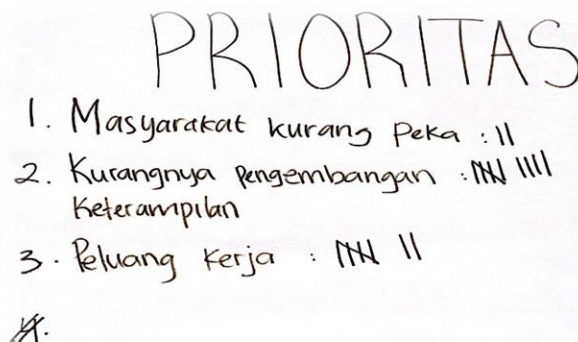 PRIORITAS
1. Masyarakat kurang peka : ||
2. Kurangnya pengembangan : |||| ||||
Keterampilan
3. Peluang Kerja : |||| ||
4.